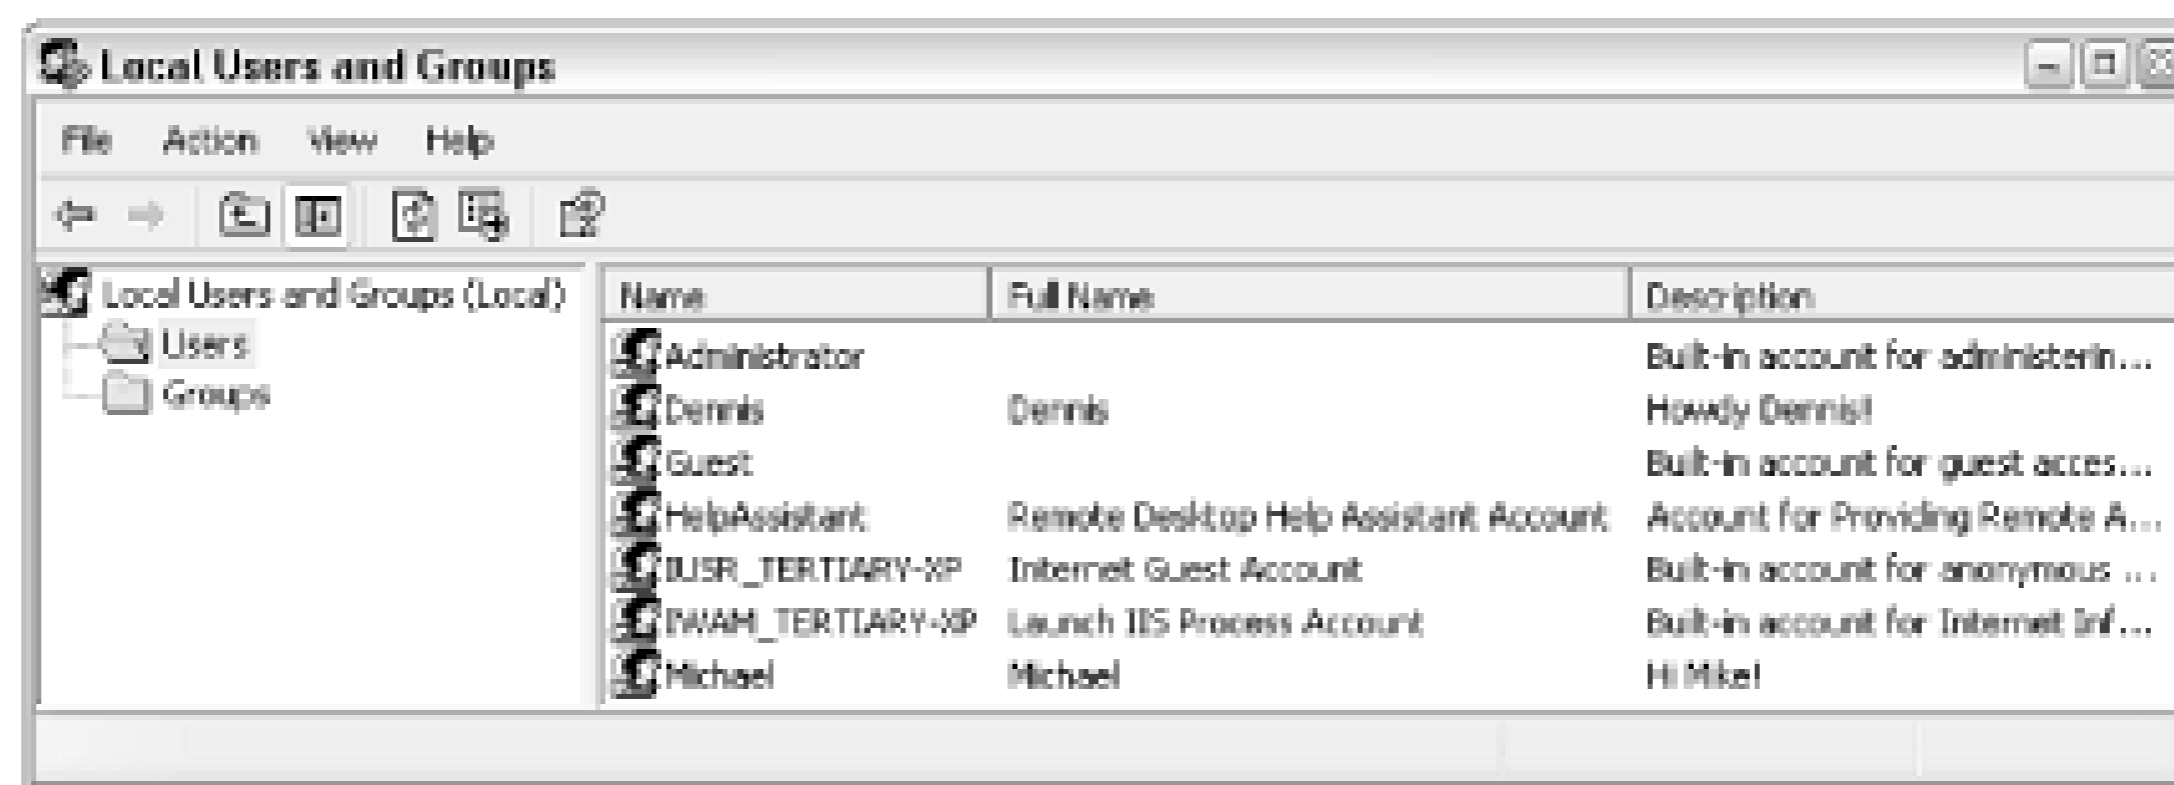 Local Users and Groups
File Action View Help
Local Users and Groups (Local)
Users
Groups
Name Full Name Description
Administrator Built-in account for administerin...
Dennis Dennis Howdy Dennis!
Guest Built-in account for guest acces...
HelpAssistant Remote Desktop Help Assistant Account Account for Providing Remote A...
IUSR_TERTIARY-XP Internet Guest Account Built-in account for anonymous ...
IWAM_TERTIARY-XP Launch IIS Process Account Built-in account for Internet Inf...
Michael Michael Hi Mike!